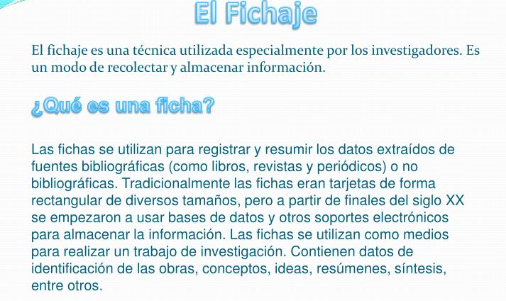 El Fichaje
El fichaje es una técnica utilizada especialmente por los investigadores. Es
un modo de recolectar y almacenar información.
¿Qué es una ficha?
Las fichas se utilizan para registrar y resumir los datos extraídos de
fuentes bibliográficas (como libros, revistas y periódicos) o no
bibliográficas. Tradicionalmente las fichas eran tarjetas de forma
rectangular de diversos tamaños, pero a partir de finales del siglo XX
se empezaron a usar bases de datos y otros soportes electrónicos
para almacenar la información. Las fichas se utilizan como medios
para realizar un trabajo de investigación. Contienen datos de
identificación de las obras, conceptos, ideas, resúmenes, síntesis,
entre otros.